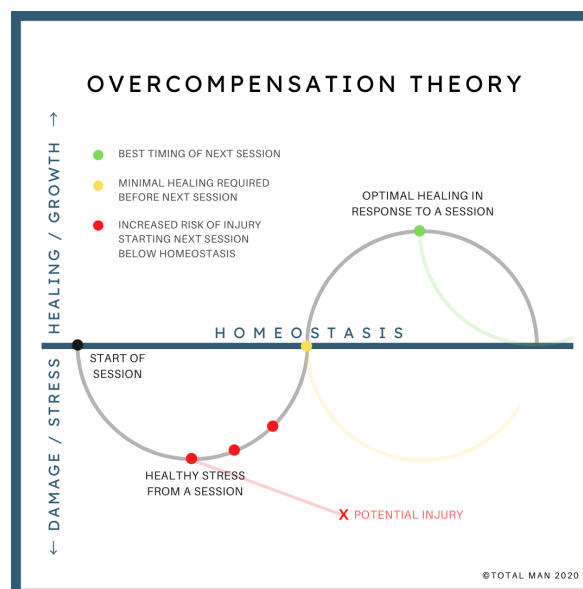 OVERCOMPENSATION THEORY
← DAMAGE / STRESS HEALING / GROWTH →
BEST TIMING OF NEXT SESSION
MINIMAL HEALING REQUIRED
BEFORE NEXT SESSION
INCREASED RISK OF INJURY
STARTING NEXT SESSION
BELOW HOMEOSTASIS
OPTIMAL HEALING IN
RESPONSE TO A SESSION
HOMEOSTASIS
START OF
SESSION
HEALTHY STRESS
FROM A SESSION
X POTENTIAL INJURY
©TOTAL MAN 2020